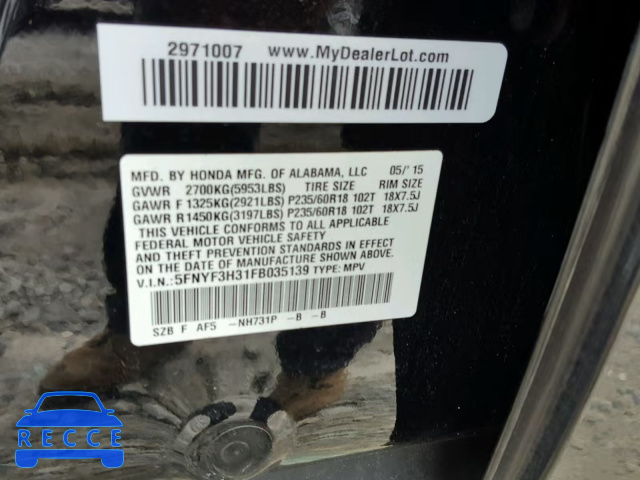 2971007 www.MyDealerLot.com
MFD. BY HONDA MFG. OF ALABAMA, LLC 05/'15
GVWR 2700KG(5953LBS) TIRE SIZE RIM SIZE
GAWR F 1325KG(2921LBS) P235/60R18 102T 18X7.5J
GAWR R 1450KG(3197LBS) P235/60R18 102T 18X7.5J
THIS VEHICLE CONFORMS TO ALL APPLICABLE
FEDERAL MOTOR VEHICLE SAFETY
AND THEFT PREVENTION STANDARDS IN EFFECT
ON THE DATE OF MANUFACTURE SHOWN ABOVE.
V.I.N.:5FNYF3H31FB035139 TYPE: MPV
SZB F AF5 -NH731P -B -B
RECCE